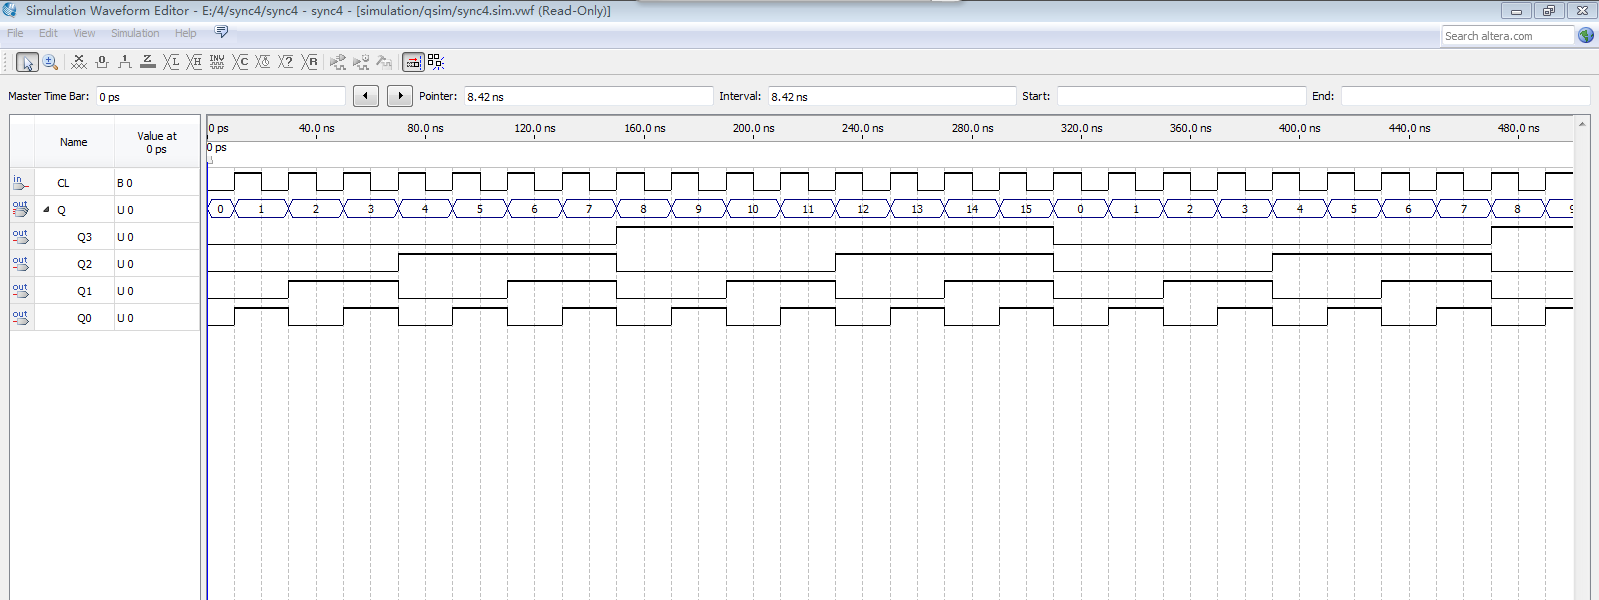 Simulation Waveform Editor - E:/4/sync4/sync4 - sync4 - [simulation/qsim/sync4.sim.vwf (Read-Only)]
File Edit View Simulation Help
Search altera.com
Master Time Bar: 0 ps Pointer: 8.42 ns Interval: 8.42 ns Start: End:
Name Value at 0 ps
0 ps 40.0 ns 80.0 ns 120.0 ns 160.0 ns 200.0 ns 240.0 ns 280.0 ns 320.0 ns 360.0 ns 400.0 ns 440.0 ns 480.0 ns
0 ps
in CL B 0
out Q U 0 0 1 2 3 4 5 6 7 8 9 10 11 12 13 14 15 0 1 2 3 4 5 6 7 8 9
out Q3 U 0
out Q2 U 0
out Q1 U 0
out Q0 U 0